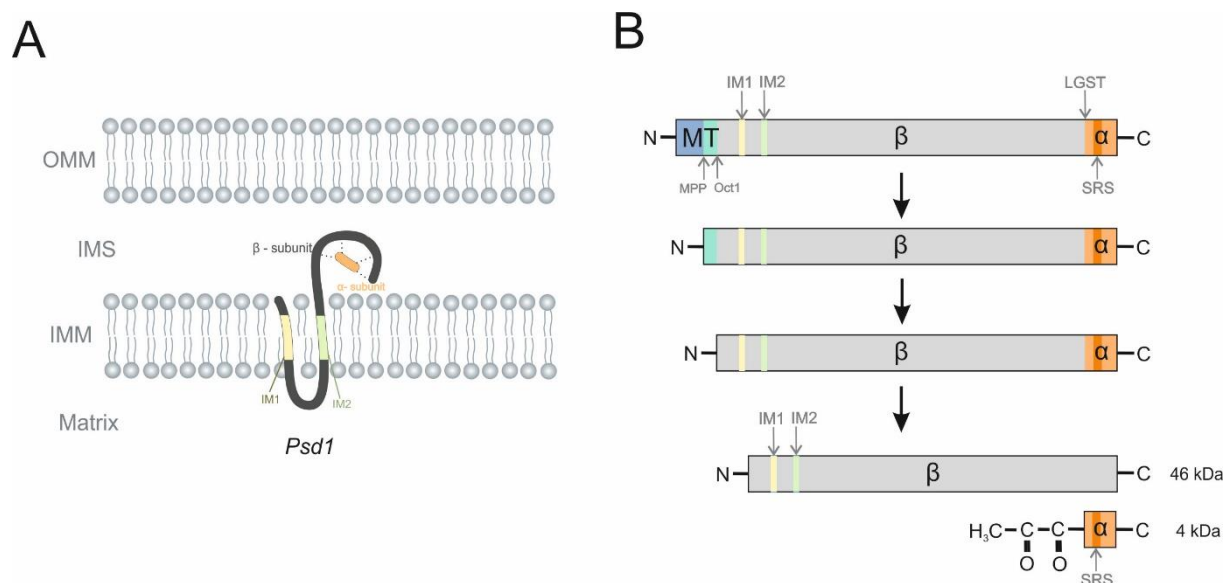 A
OMM
IMS
β - subunit
α- subunit
IMM
IM1
IM2
Matrix
Psd1
B
IM1 IM2 LGST
N MT β α C
MPP Oct1 SRS
N β α C
N β α C
IM1 IM2
N β C 46 kDa
H₃C-C-C α C 4 kDa
O O
SRS